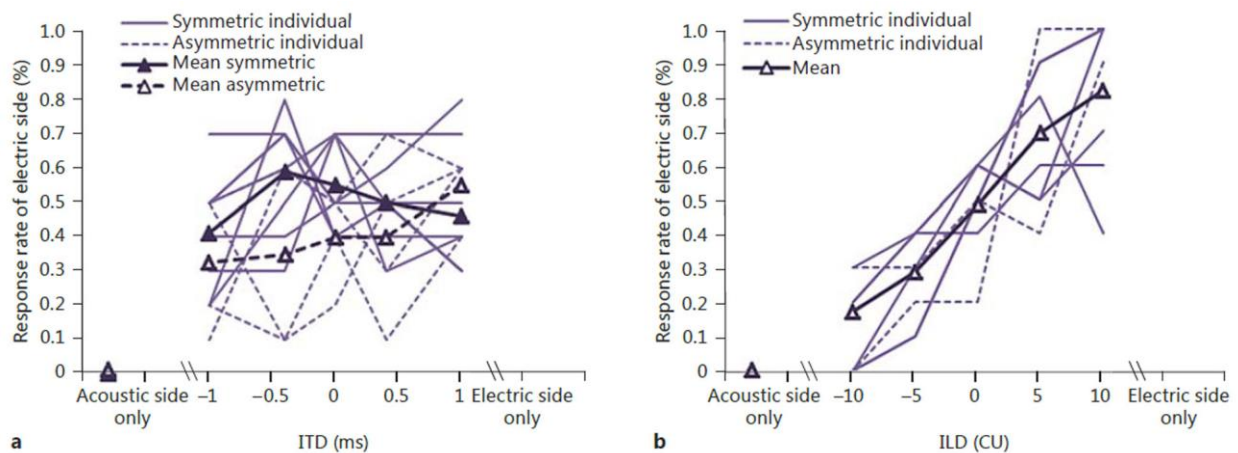 Symmetric individual
Asymmetric individual
Mean symmetric
Mean asymmetric
Response rate of electric side (%)
1.0
0.9
0.8
0.7
0.6
0.5
0.4
0.3
0.2
0.1
0
Acoustic side only
–1
–0.5
0
0.5
1
Electric side only
a
ITD (ms)
Symmetric individual
Asymmetric individual
Mean
Response rate of electric side (%)
1.0
0.9
0.8
0.7
0.6
0.5
0.4
0.3
0.2
0.1
0
Acoustic side only
–10
–5
0
5
10
Electric side only
b
ILD (CU)